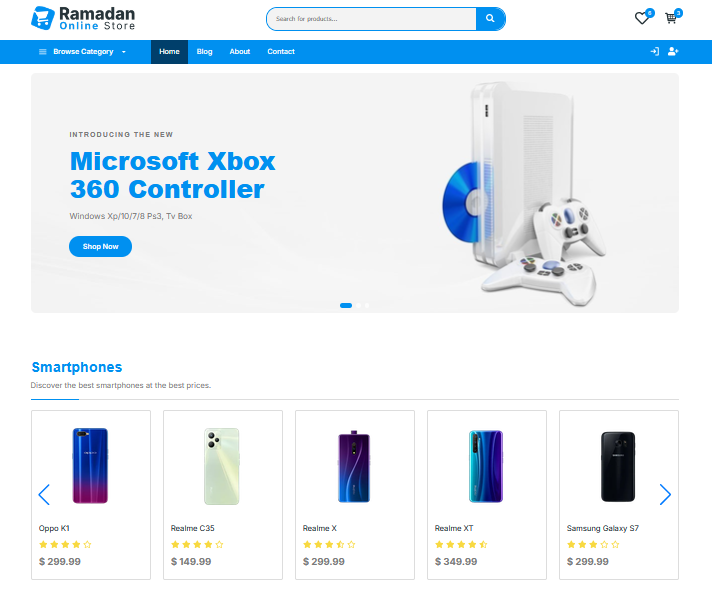 Ramadan
Online Store
Search for products...
6
3
Browse Category
Home
Blog
About
Contact
INTRODUCING THE NEW
Microsoft Xbox
360 Controller
Windows Xp/10/7/8 Ps3, Tv Box
Shop Now
Smartphones
Discover the best smartphones at the best prices.
Oppo K1
Realme C35
Realme X
Realme XT
Samsung Galaxy S7
$ 299.99
$ 149.99
$ 299.99
$ 349.99
$ 299.99